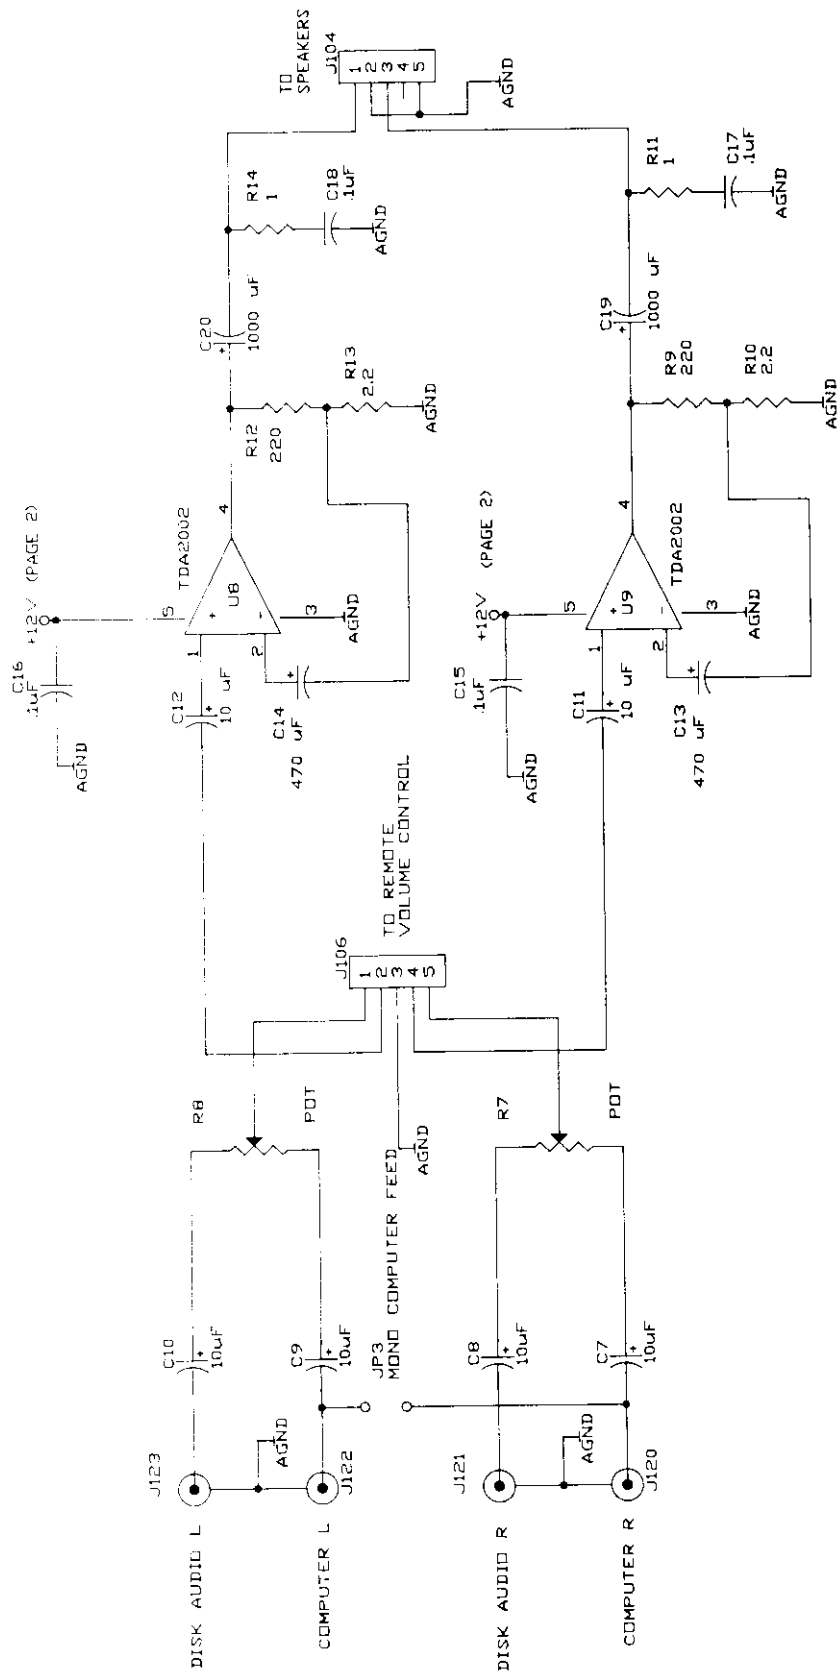 DISK AUDIO L
J123
C10
10uF
AGND
COMPUTER L
J122
C9
10uF
JP3
MONO COMPUTER FEED
R8
POT
AGND
DISK AUDIO R
J121
C8
10uF
AGND
COMPUTER R
J120
C7
10uF
R7
POT
J106
1
2
3
4
5
TO REMOTE
VOLUME CONTROL
AGND
C16
.1uF
+12V (PAGE 2)
C12
10 uF
+
C14
470 uF
1
2
5
+
-
U8
TDA2002
4
3
AGND
R12
220
R13
2.2
AGND
C20
1000 uF
R14
1
C18
.1uF
AGND
AGND
C15
.1uF
+12V (PAGE 2)
C11
10 uF
+
C13
470 uF
1
2
5
+
-
U9
TDA2002
4
3
AGND
R9
220
R10
2.2
AGND
C19
1000 uF
R11
1
C17
.1uF
AGND
TO
SPEAKERS
J104
1
2
3
4
5
AGND